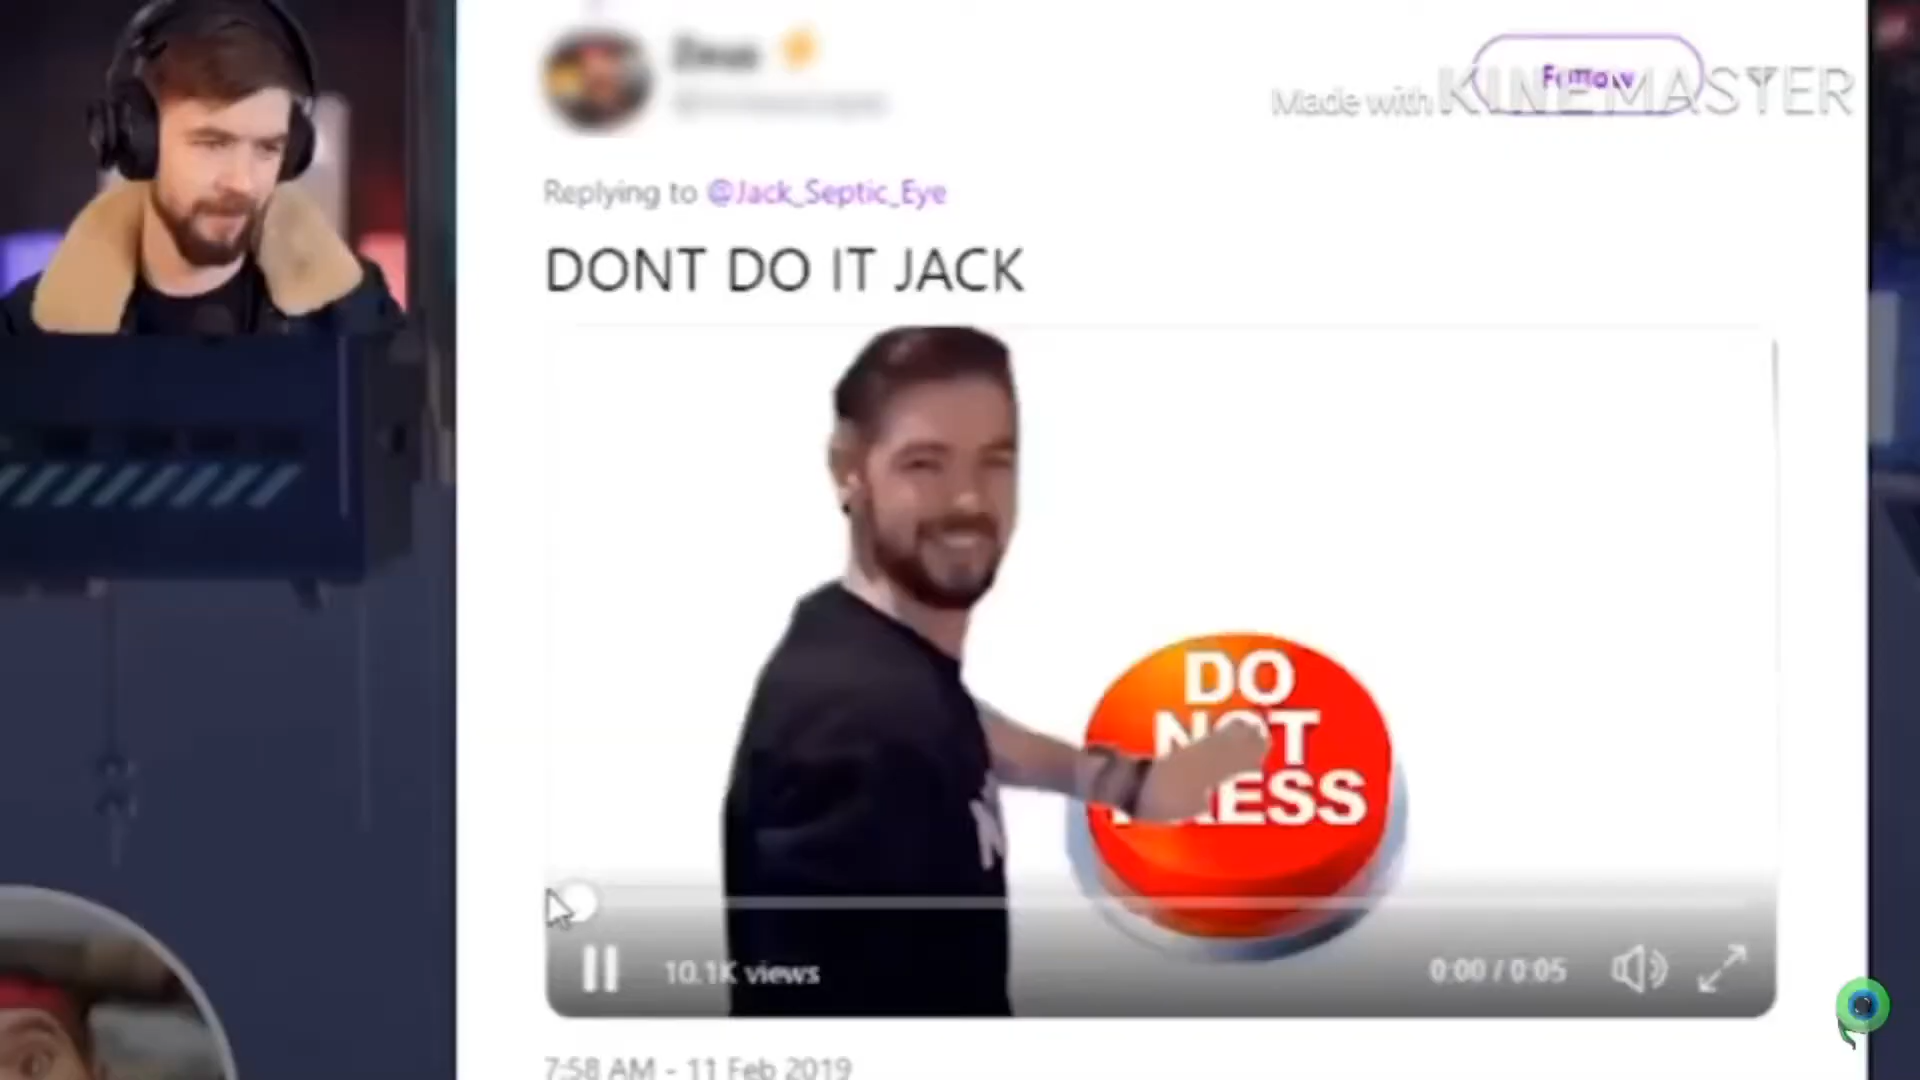 Follow
Made with KINEMASTER
Replying to @Jack_Septic_Eye
DONT DO IT JACK
DO
NOT
PRESS
10.1K views
0:00 / 0:05
7:58 AM - 11 Feb 2019